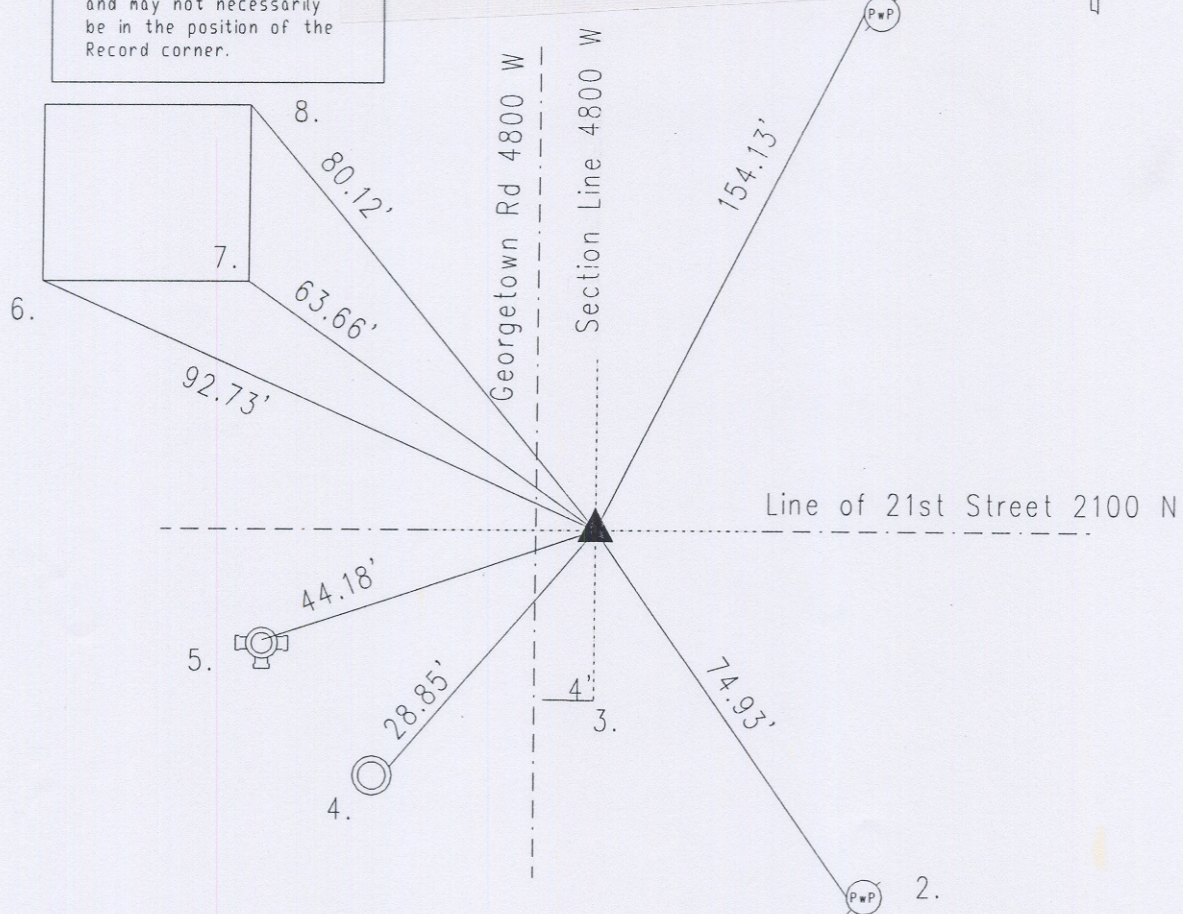 and may not necessarily
be in the position of the
Record corner.
PwP
8.
80.12'
Georgetown Rd 4800 W
Section Line 4800 W
154.13'
7.
6.
63.66'
92.73'
Line of 21st Street 2100 N
44.18'
5.
28.85'
4'
3.
74.93'
4.
PwP
2.